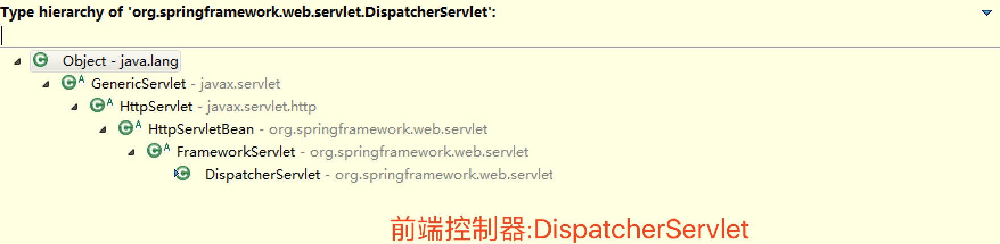 Type hierarchy of 'org.springframework.web.servlet.DispatcherServlet':
Object - java.lang
GenericServlet - javax.servlet
HttpServlet - javax.servlet.http
HttpServletBean - org.springframework.web.servlet
FrameworkServlet - org.springframework.web.servlet
DispatcherServlet - org.springframework.web.servlet
前端控制器:DispatcherServlet